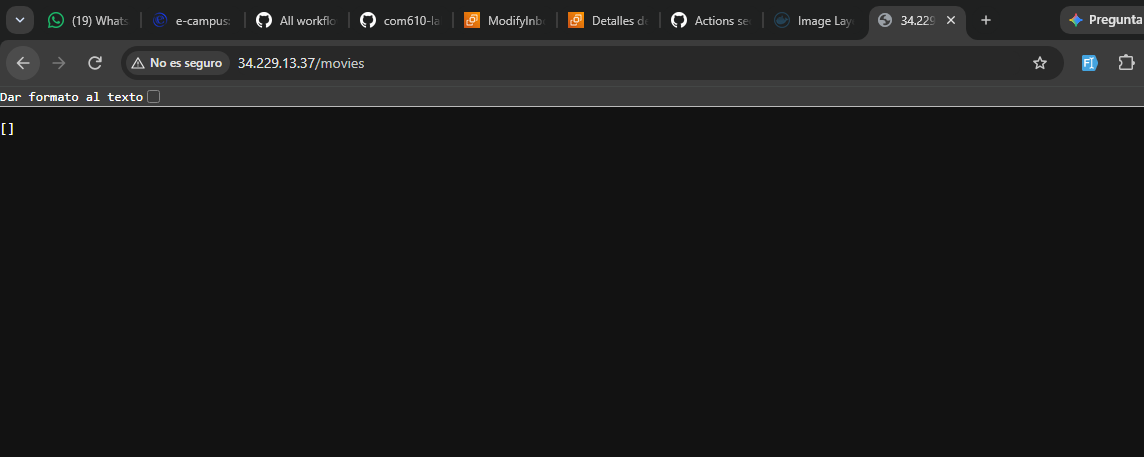 (19) Whats
e-campus:
All workflo
com610-la
ModifyInb
Detalles de
Actions se
Image Lay
34.229
Pregunta
No es seguro
34.229.13.37/movies
Dar formato al texto
[]